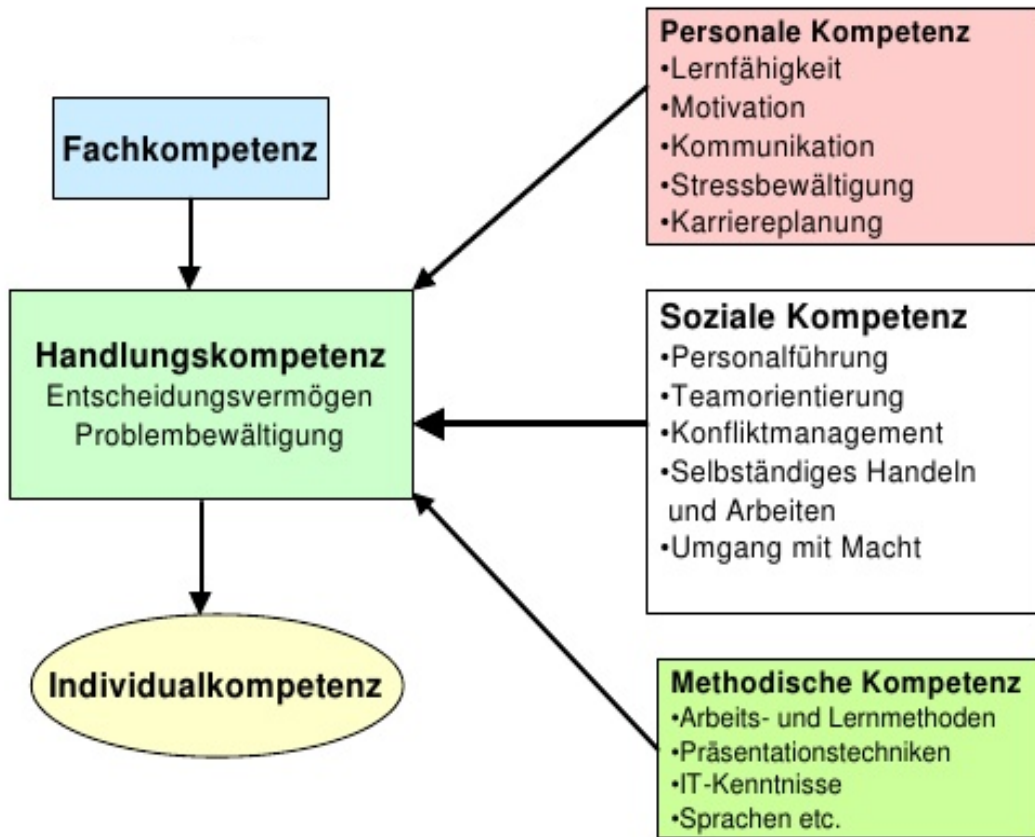 Fachkompetenz
Handlungskompetenz
Entscheidungsvermögen
Problembewältigung
Individualkompetenz
Personale Kompetenz
•Lernfähigkeit
•Motivation
•Kommunikation
•Stressbewältigung
•Karriereplanung
Soziale Kompetenz
•Personalführung
•Teamorientierung
•Konfliktmanagement
•Selbständiges Handeln
und Arbeiten
•Umgang mit Macht
Methodische Kompetenz
•Arbeits- und Lernmethoden
•Präsentationstechniken
•IT-Kenntnisse
•Sprachen etc.